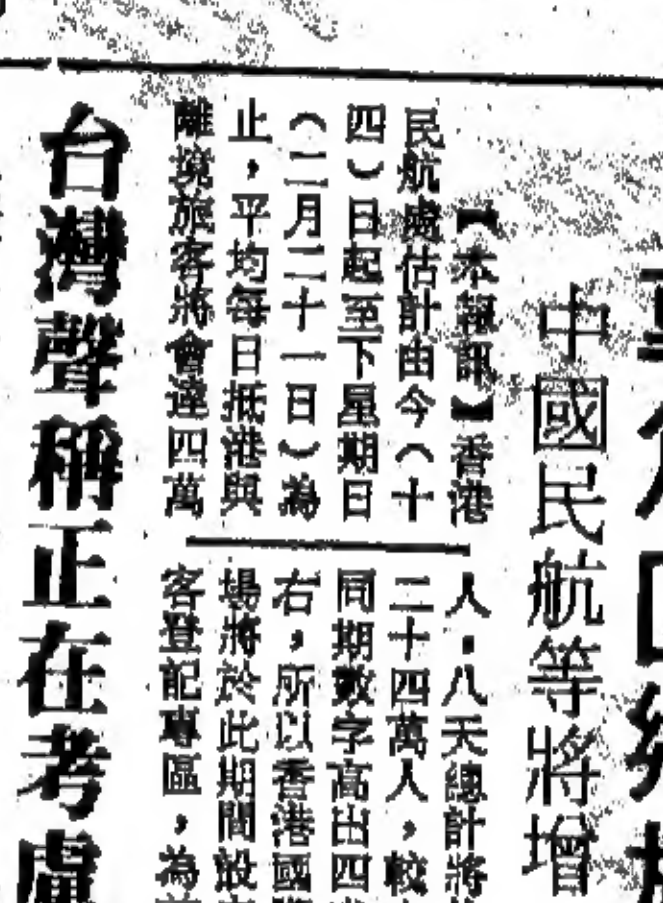 中國民航等將增
【本報訊】香港
民航處估計由今（十
四）日起至下星期日
（二月二十一日）為
止，平均每日抵港與
離境旅客將會達四萬
人．八天總計將
二十四萬人，較
同期數字高出四
右，所以香港國
場將於此期間設
客登記專區，為
台灣聲稱正在考慮